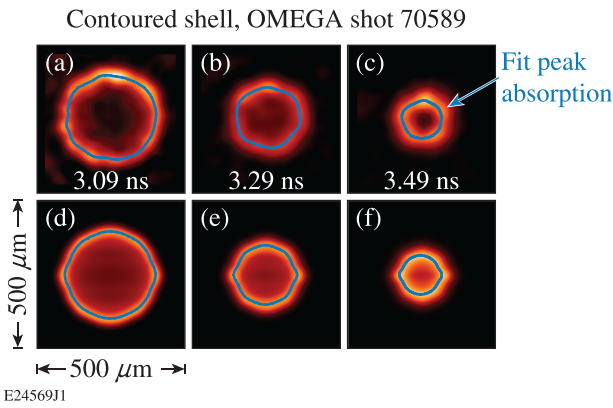 Contoured shell, OMEGA shot 70589
(a)
(b)
(c)
Fit peak
absorption
3.09 ns
3.29 ns
3.49 ns
(d)
(e)
(f)
500 μm
500 μm
E24569J1